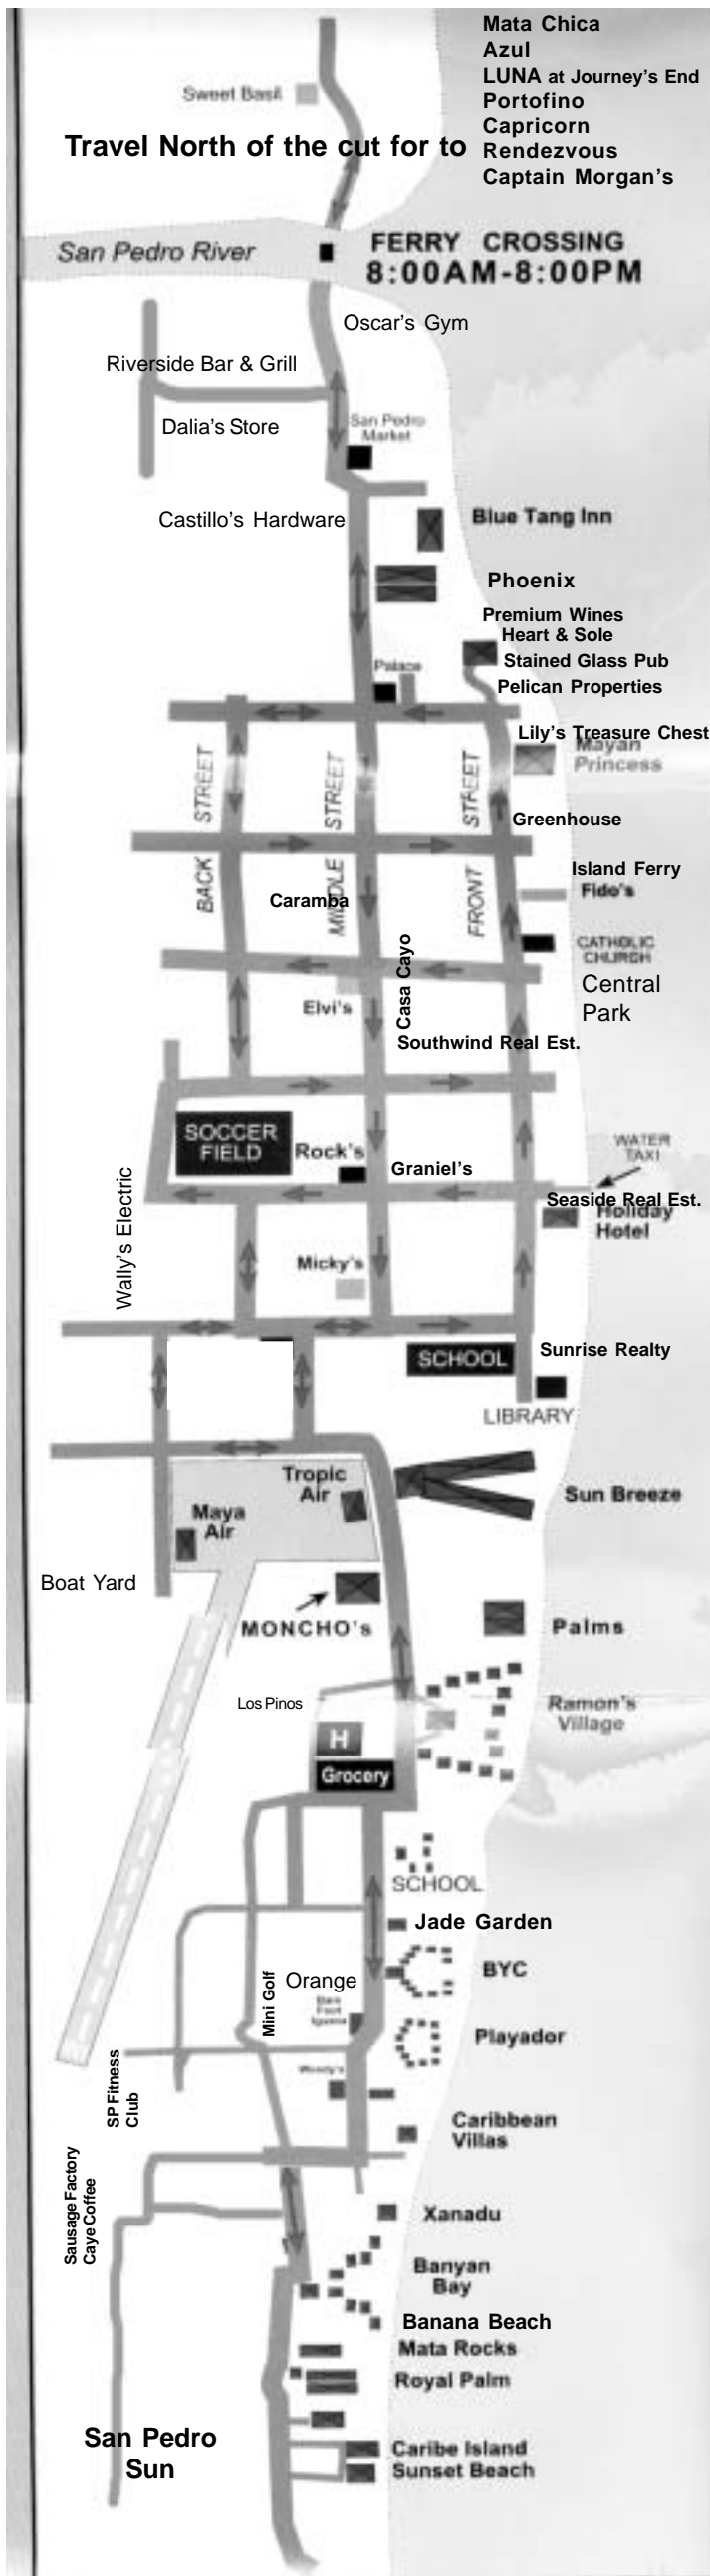 Mata Chica
Azul
LUNA at Journey's End
Portofino
Capricorn
Rendezvous
Captain Morgan's
Sweet Basil
Travel North of the cut for to
San Pedro River
FERRY CROSSING
8:00AM-8:00PM
Oscar's Gym
Riverside Bar & Grill
Dalia's Store
San Pedro
Market
Castillo's Hardware
Blue Tang Inn
Phoenix
Premium Wines
Heart & Sole
Stained Glass Pub
Pelican Properties
Palace
Lily's Treasure Chest
Mayan
Princess
BACK STREET
MIDDLE STREET
FRONT STREET
Greenhouse
Island Ferry
Fido's
Caramba
CATHOLIC
CHURCH
Casa Cayo
Central
Park
Elvi's
Southwind Real Est.
SOCCER
FIELD
Rock's
Graniel's
WATER
TAXI
Seaside Real Est.
Holiday
Hotel
Wally's Electric
Micky's
SCHOOL
Sunrise Realty
LIBRARY
Tropic
Air
Maya
Air
Sun Breeze
Boat Yard
MONCHO's
Palms
Los Pinos
Ramon's
Village
H
Grocery
SCHOOL
Jade Garden
Orange
BYC
Mini Golf
Bare
Foot
Iguana
Playador
Woody's
SP Fitness
Club
Caribbean
Villas
Sausage Factory
Caye Coffee
Xanadu
Banyan
Bay
Banana Beach
Mata Rocks
Royal Palm
San Pedro
Sun
Caribe Island
Sunset Beach